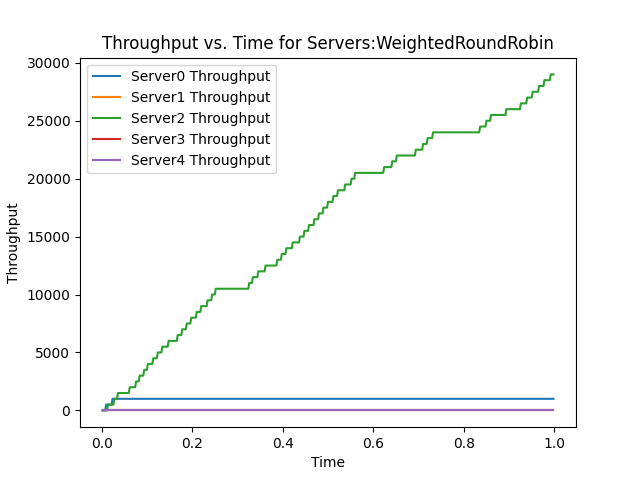 Throughput vs. Time for Servers:WeightedRoundRobin
Server0 Throughput
Server1 Throughput
Server2 Throughput
Server3 Throughput
Server4 Throughput
30000
25000
20000
15000
10000
5000
0
Throughput
0.0 0.2 0.4 0.6 0.8 1.0
Time